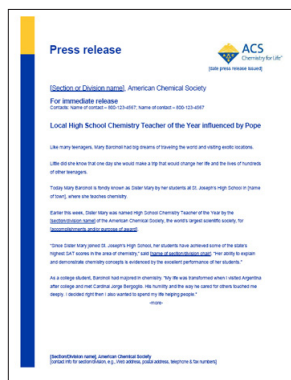 Press release
ACS
Chemistry for Life®
[date press release issued]
[Section or Division name], American Chemical Society
For immediate release
Contacts: Name of contact – 800-123-4567; Name of contact – 800-123-4567
Local High School Chemistry Teacher of the Year influenced by Pope
Like many teenagers, Mary Barcholi had big dreams of traveling the world and visiting exotic locations.
Little did she know that one day she would make a trip that would change her life and the lives of hundreds
of other teenagers.
Today Mary Barcholi is fondly known as Sister Mary by her students at St. Joseph's High School in [name
of town], where she teaches chemistry.
Earlier this week, Sister Mary was named High School Chemistry Teacher of the Year by the
[section/division name] of the American Chemical Society, the world's largest scientific society, for
[accomplishments and/or purpose of award].
"Since Sister Mary joined St. Joseph's High School, her students have achieved some of the state's
highest SAT scores in the area of chemistry," said [name of section/division chair]. "Her ability to explain
and demonstrate chemistry concepts is evidenced by the excellent performance of her students."
As a college student, Barcholi had majored in chemistry. "My life was transformed when I visited Argentina
after college and met Cardinal Jorge Bergoglio. His humility and the way he cared for others touched me
deeply. I decided right then I also wanted to spend my life helping people."
-more-
[Section/Division name], American Chemical Society
[contact info for section/division, e.g., Web address, postal address, telephone & fax numbers]